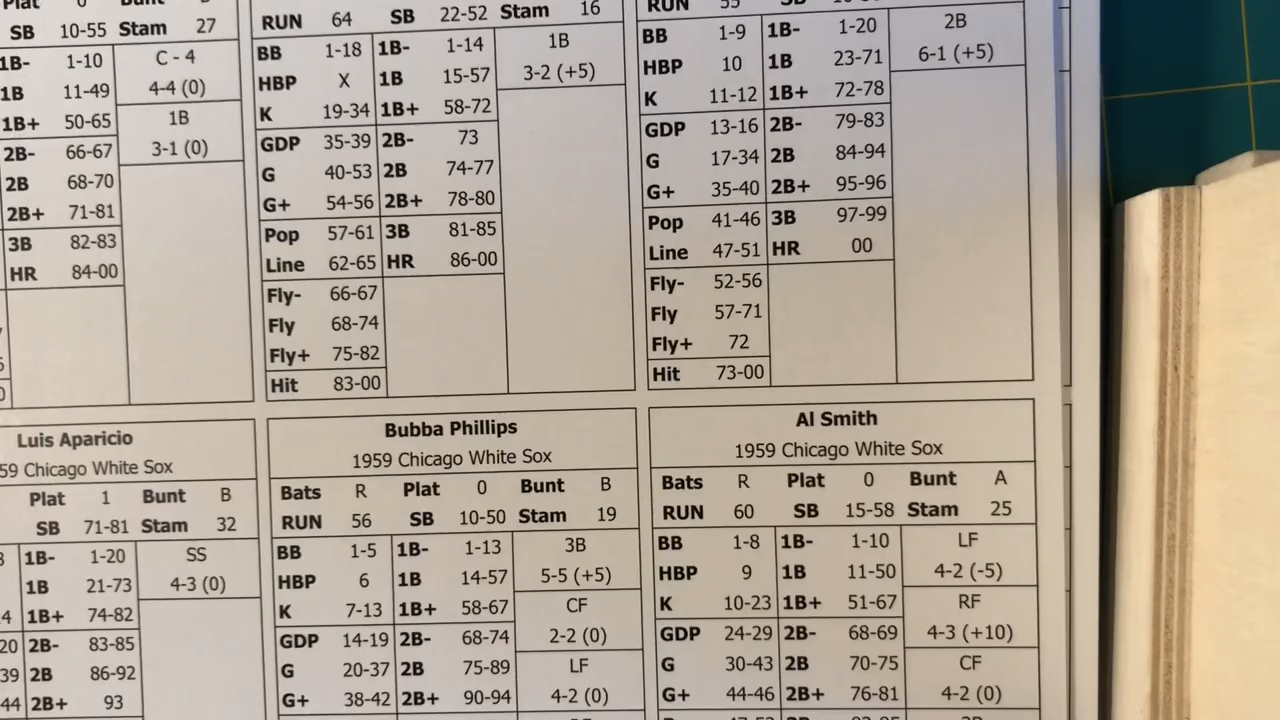 Plat Bunt
SB 10-55 Stam 27
1B- 1-10 C - 4
1B 11-49 4-4 (0)
1B+ 50-65 1B
2B- 66-67 3-1 (0)
2B 68-70
2B+ 71-81
3B 82-83
HR 84-00
RUN 64 SB 22-52 Stam 16
BB 1-18 1B- 1-14 1B
HBP X 1B 15-57 3-2 (+5)
K 19-34 1B+ 58-72
GDP 35-39 2B- 73
G 40-53 2B 74-77
G+ 54-56 2B+ 78-80
Pop 57-61 3B 81-85
Line 62-65 HR 86-00
Fly- 66-67
Fly 68-74
Fly+ 75-82
Hit 83-00
RUN 55 SB Stam
BB 1-9 1B- 1-20 2B
HBP 10 1B 23-71 6-1 (+5)
K 11-12 1B+ 72-78
GDP 13-16 2B- 79-83
G 17-34 2B 84-94
G+ 35-40 2B+ 95-96
Pop 41-46 3B 97-99
Line 47-51 HR 00
Fly- 52-56
Fly 57-71
Fly+ 72
Hit 73-00
Luis Aparicio
59 Chicago White Sox
Plat 1 Bunt B
SB 71-81 Stam 32
1B- 1-20 SS
1B 21-73 4-3 (0)
1B+ 74-82
20 2B- 83-85
39 2B 86-92
44 2B+ 93
Bubba Phillips
1959 Chicago White Sox
Bats R Plat 0 Bunt B
RUN 56 SB 10-50 Stam 19
BB 1-5 1B- 1-13 3B
HBP 6 1B 14-57 5-5 (+5)
K 7-13 1B+ 58-67 CF
GDP 14-19 2B- 68-74 2-2 (0)
G 20-37 2B 75-89 LF
G+ 38-42 2B+ 90-94 4-2 (0)
Al Smith
1959 Chicago White Sox
Bats R Plat 0 Bunt A
RUN 60 SB 15-58 Stam 25
BB 1-8 1B- 1-10 LF
HBP 9 1B 11-50 4-2 (-5)
K 10-23 1B+ 51-67 RF
GDP 24-29 2B- 68-69 4-3 (+10)
G 30-43 2B 70-75 CF
G+ 44-46 2B+ 76-81 4-2 (0)